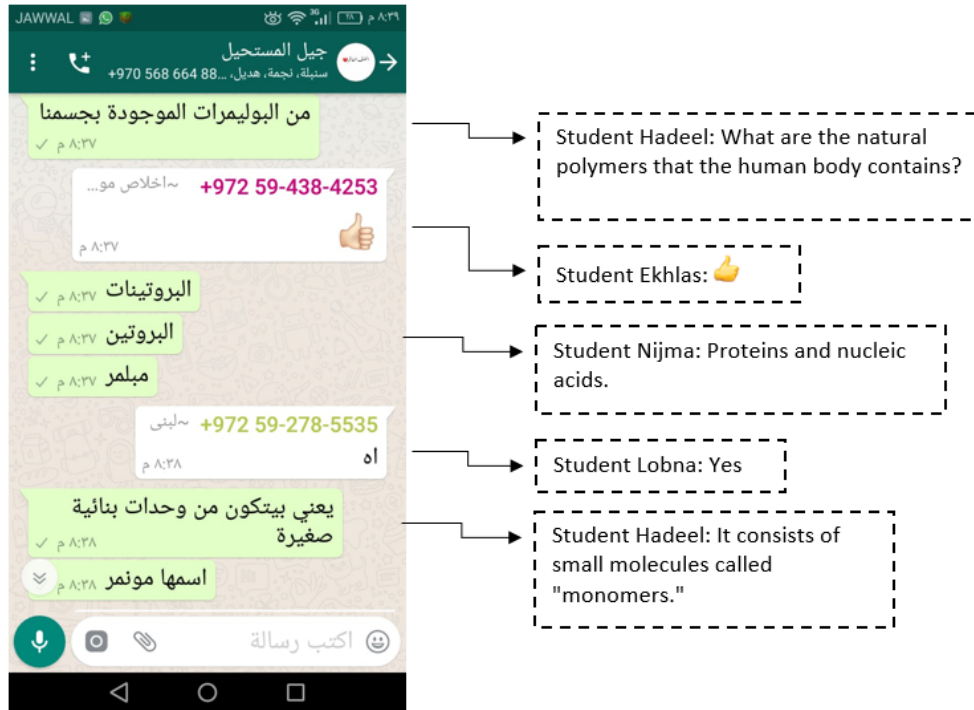 JAWWAL
3G
٧٨
٨:٣٩ م
جيل المستحيل
سنبلة، نجمة، هديل، ...+970 568 664 88
من البوليمرات الموجودة بجسمنا
٨:٣٧ م
+972 59-438-4253 ~اخلاص مو...
👍🏻
٨:٣٧ م
البروتينات ٨:٣٧ م
البروتين ٨:٣٧ م
مبلمر ٨:٣٧ م
+972 59-278-5535 ~لبنى
اه
٨:٣٨ م
يعني بيتكون من وحدات بنائية
صغيرة ٨:٣٨ م
اسمها مونمر ٨:٣٨ م
اكتب رسالة
Student Hadeel: What are the natural
polymers that the human body contains?
Student Ekhlas: 👍
Student Nijma: Proteins and nucleic
acids.
Student Lobna: Yes
Student Hadeel: It consists of
small molecules called
"monomers."